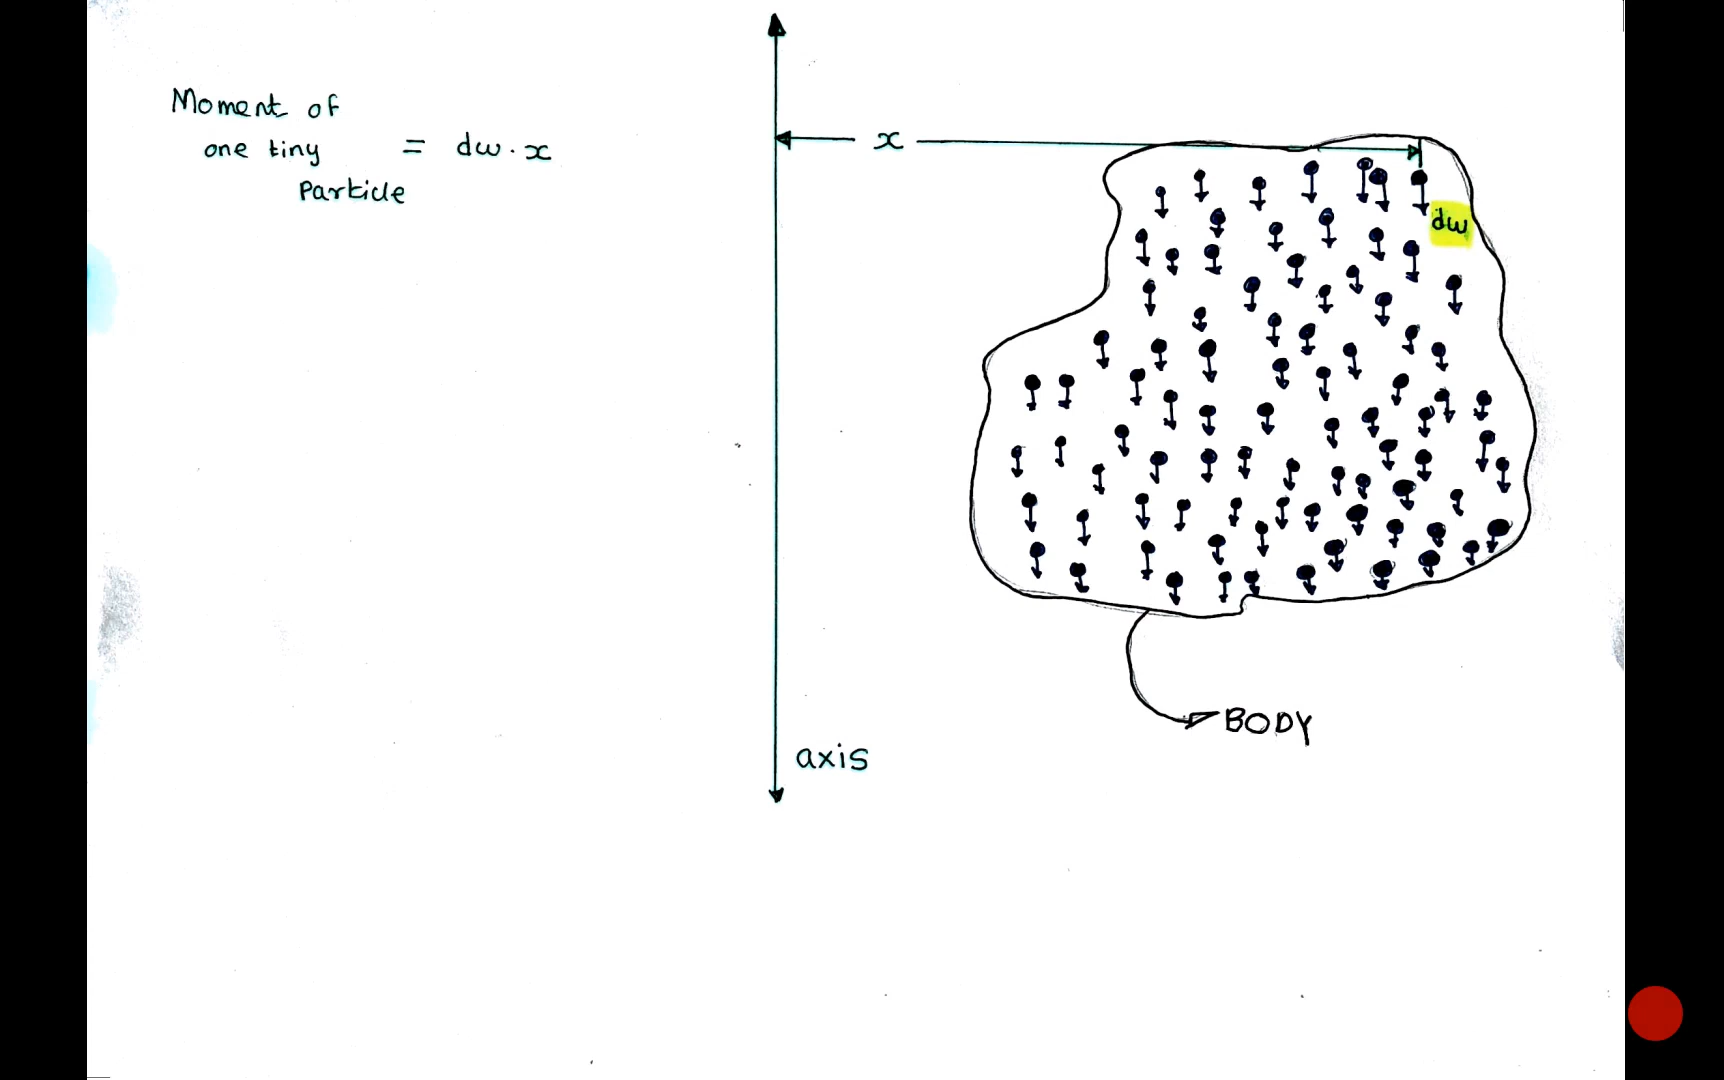 Moment of
one tiny = dw . x
Particle
x
dw
BODY
axis